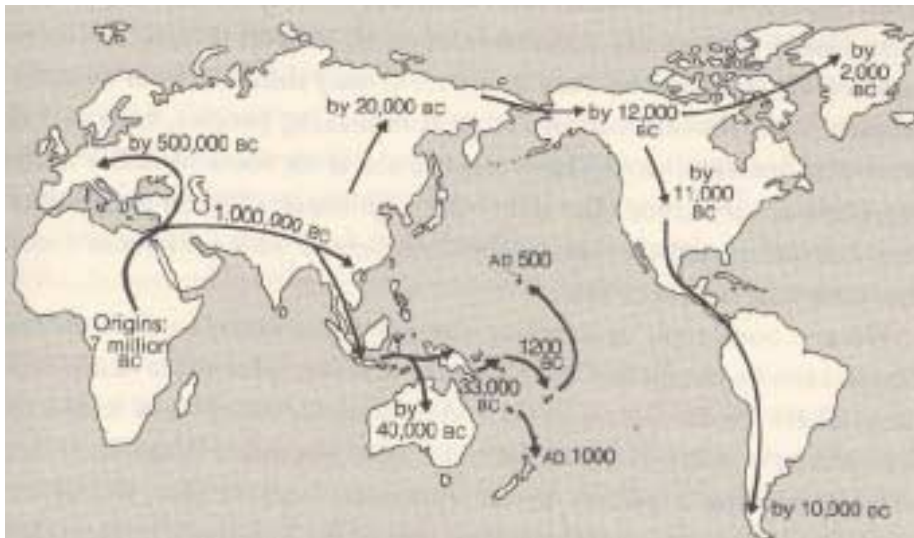 by
2,000
BC
by 20,000 BC
by 12,000
BC
by 500,000 BC
by
11,000
BC
1,000,000 BC
AD 500
Origins:
7 million
BC
1200
BC
33,000
BC
by
40,000 BC
AD 1000
by 10,000 BC